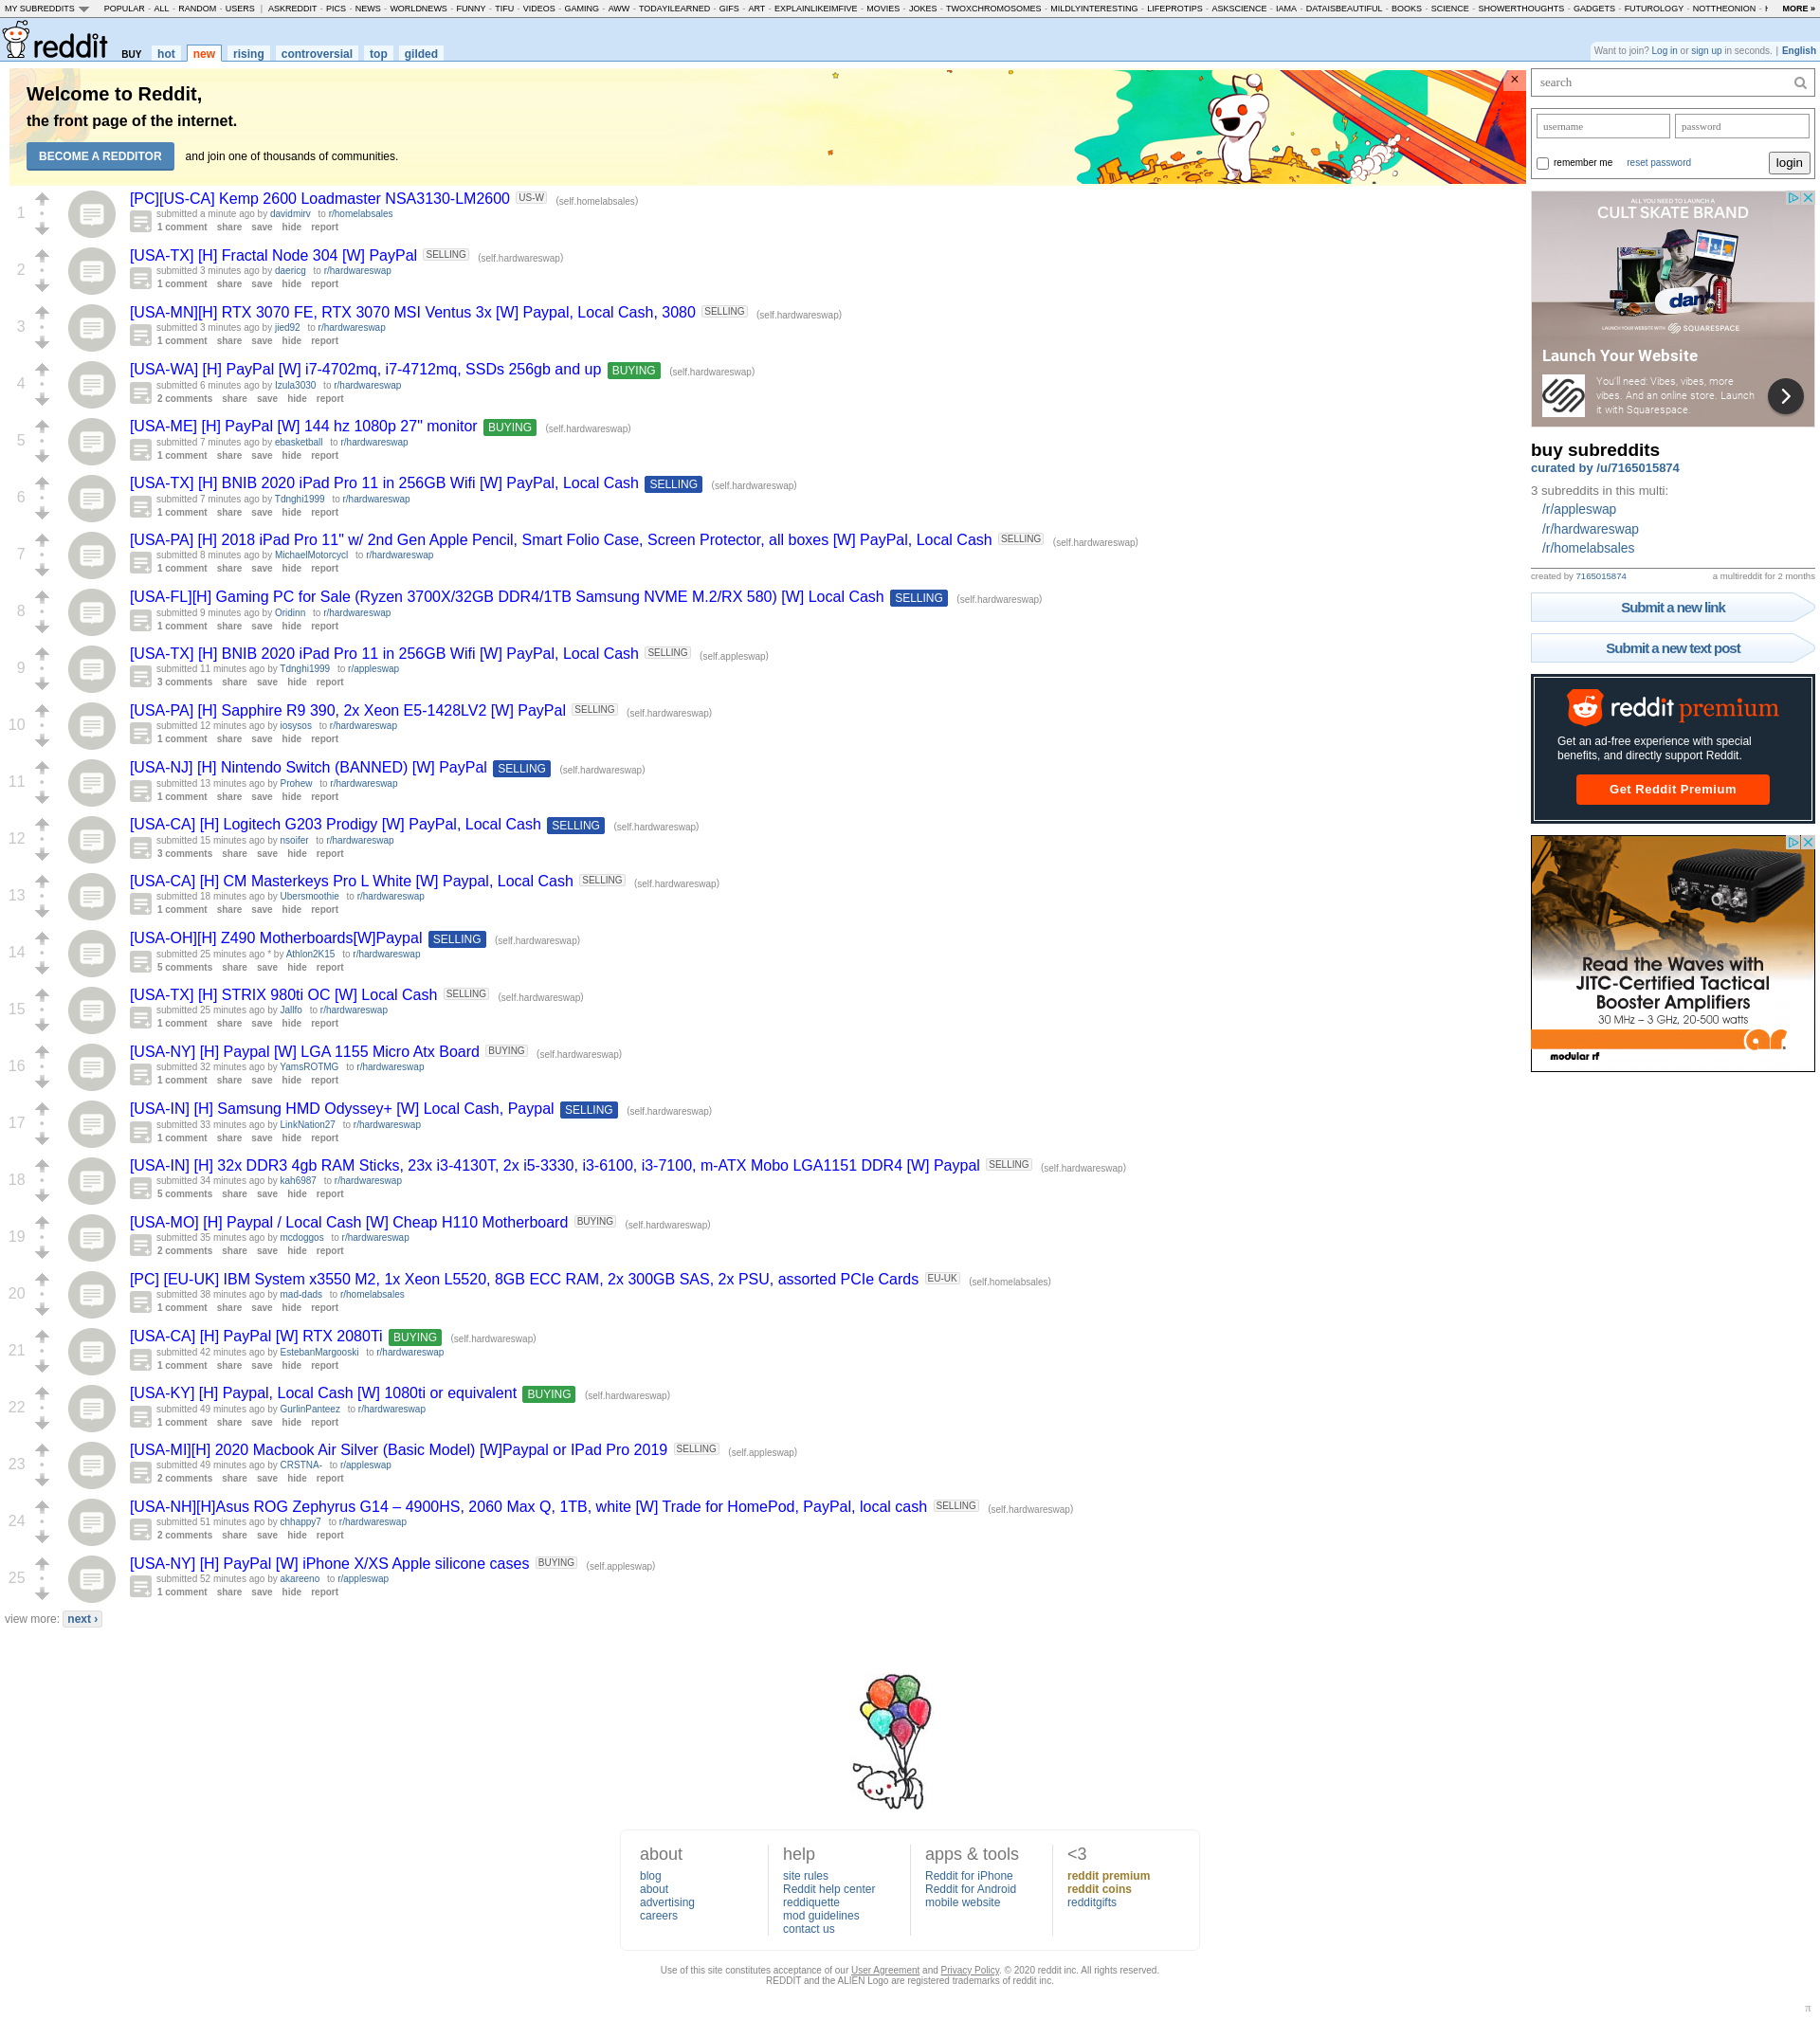 MY SUBREDDITS POPULAR - ALL - RANDOM - USERS | ASKREDDIT - PICS - NEWS - WORLDNEWS - FUNNY - TIFU - VIDEOS - GAMING - AWW - TODAYILEARNED - GIFS - ART - EXPLAINLIKEIMFIVE - MOVIES - JOKES - TWOXCHROMOSOMES - MILDLYINTERESTING - LIFEPROTIPS - ASKSCIENCE - IAMA - DATAISBEAUTIFUL - BOOKS - SCIENCE - SHOWERTHOUGHTS - GADGETS - FUTUROLOGY - NOTTHEONION - MORE »
reddit BUY hot new rising controversial top gilded
Want to join? Log in or sign up in seconds. | English
Welcome to Reddit,
the front page of the internet.
BECOME A REDDITOR and join one of thousands of communities.
×
1
[PC][US-CA] Kemp 2600 Loadmaster NSA3130-LM2600 US-W (self.homelabsales)
submitted a minute ago by davidmirv to r/homelabsales
1 comment share save hide report
2
[USA-TX] [H] Fractal Node 304 [W] PayPal SELLING (self.hardwareswap)
submitted 3 minutes ago by daericg to r/hardwareswap
1 comment share save hide report
3
[USA-MN][H] RTX 3070 FE, RTX 3070 MSI Ventus 3x [W] Paypal, Local Cash, 3080 SELLING (self.hardwareswap)
submitted 3 minutes ago by jied92 to r/hardwareswap
1 comment share save hide report
4
[USA-WA] [H] PayPal [W] i7-4702mq, i7-4712mq, SSDs 256gb and up BUYING (self.hardwareswap)
submitted 6 minutes ago by Izula3030 to r/hardwareswap
2 comments share save hide report
5
[USA-ME] [H] PayPal [W] 144 hz 1080p 27" monitor BUYING (self.hardwareswap)
submitted 7 minutes ago by ebasketball to r/hardwareswap
1 comment share save hide report
6
[USA-TX] [H] BNIB 2020 iPad Pro 11 in 256GB Wifi [W] PayPal, Local Cash SELLING (self.hardwareswap)
submitted 7 minutes ago by Tdnghi1999 to r/hardwareswap
1 comment share save hide report
7
[USA-PA] [H] 2018 iPad Pro 11" w/ 2nd Gen Apple Pencil, Smart Folio Case, Screen Protector, all boxes [W] PayPal, Local Cash SELLING (self.hardwareswap)
submitted 8 minutes ago by MichaelMotorcycl to r/hardwareswap
1 comment share save hide report
8
[USA-FL][H] Gaming PC for Sale (Ryzen 3700X/32GB DDR4/1TB Samsung NVME M.2/RX 580) [W] Local Cash SELLING (self.hardwareswap)
submitted 9 minutes ago by Oridinn to r/hardwareswap
1 comment share save hide report
9
[USA-TX] [H] BNIB 2020 iPad Pro 11 in 256GB Wifi [W] PayPal, Local Cash SELLING (self.appleswap)
submitted 11 minutes ago by Tdnghi1999 to r/appleswap
3 comments share save hide report
10
[USA-PA] [H] Sapphire R9 390, 2x Xeon E5-1428LV2 [W] PayPal SELLING (self.hardwareswap)
submitted 12 minutes ago by iosysos to r/hardwareswap
1 comment share save hide report
11
[USA-NJ] [H] Nintendo Switch (BANNED) [W] PayPal SELLING (self.hardwareswap)
submitted 13 minutes ago by Prohew to r/hardwareswap
1 comment share save hide report
12
[USA-CA] [H] Logitech G203 Prodigy [W] PayPal, Local Cash SELLING (self.hardwareswap)
submitted 15 minutes ago by nsoifer to r/hardwareswap
3 comments share save hide report
13
[USA-CA] [H] CM Masterkeys Pro L White [W] Paypal, Local Cash SELLING (self.hardwareswap)
submitted 18 minutes ago by Ubersmoothie to r/hardwareswap
1 comment share save hide report
14
[USA-OH][H] Z490 Motherboards[W]Paypal SELLING (self.hardwareswap)
submitted 25 minutes ago * by Athlon2K15 to r/hardwareswap
5 comments share save hide report
15
[USA-TX] [H] STRIX 980ti OC [W] Local Cash SELLING (self.hardwareswap)
submitted 25 minutes ago by Jallfo to r/hardwareswap
1 comment share save hide report
16
[USA-NY] [H] Paypal [W] LGA 1155 Micro Atx Board BUYING (self.hardwareswap)
submitted 32 minutes ago by YamsROTMG to r/hardwareswap
1 comment share save hide report
17
[USA-IN] [H] Samsung HMD Odyssey+ [W] Local Cash, Paypal SELLING (self.hardwareswap)
submitted 33 minutes ago by LinkNation27 to r/hardwareswap
1 comment share save hide report
18
[USA-IN] [H] 32x DDR3 4gb RAM Sticks, 23x i3-4130T, 2x i5-3330, i3-6100, i3-7100, m-ATX Mobo LGA1151 DDR4 [W] Paypal SELLING (self.hardwareswap)
submitted 34 minutes ago by kah6987 to r/hardwareswap
5 comments share save hide report
19
[USA-MO] [H] Paypal / Local Cash [W] Cheap H110 Motherboard BUYING (self.hardwareswap)
submitted 35 minutes ago by mcdoggos to r/hardwareswap
2 comments share save hide report
20
[PC] [EU-UK] IBM System x3550 M2, 1x Xeon L5520, 8GB ECC RAM, 2x 300GB SAS, 2x PSU, assorted PCIe Cards EU-UK (self.homelabsales)
submitted 38 minutes ago by mad-dads to r/homelabsales
1 comment share save hide report
21
[USA-CA] [H] PayPal [W] RTX 2080Ti BUYING (self.hardwareswap)
submitted 42 minutes ago by EstebanMargooski to r/hardwareswap
1 comment share save hide report
22
[USA-KY] [H] Paypal, Local Cash [W] 1080ti or equivalent BUYING (self.hardwareswap)
submitted 49 minutes ago by GurlinPanteez to r/hardwareswap
1 comment share save hide report
23
[USA-MI][H] 2020 Macbook Air Silver (Basic Model) [W]Paypal or IPad Pro 2019 SELLING (self.appleswap)
submitted 49 minutes ago by CRSTNA- to r/appleswap
2 comments share save hide report
24
[USA-NH][H]Asus ROG Zephyrus G14 – 4900HS, 2060 Max Q, 1TB, white [W] Trade for HomePod, PayPal, local cash SELLING (self.hardwareswap)
submitted 51 minutes ago by chhappy7 to r/hardwareswap
2 comments share save hide report
25
[USA-NY] [H] PayPal [W] iPhone X/XS Apple silicone cases BUYING (self.appleswap)
submitted 52 minutes ago by akareeno to r/appleswap
1 comment share save hide report
view more: next ›
search
username password
remember me reset password login
ALL YOU NEED TO LAUNCH A
CULT SKATE BRAND
dan
LAUNCH YOUR WEBSITE WITH SQUARESPACE
Launch Your Website
You'll need: Vibes, vibes, more
vibes. And an online store. Launch
it with Squarespace.
buy subreddits
curated by /u/7165015874
3 subreddits in this multi:
/r/appleswap
/r/hardwareswap
/r/homelabsales
created by 7165015874 a multireddit for 2 months
Submit a new link
Submit a new text post
reddit premium
Get an ad-free experience with special
benefits, and directly support Reddit.
Get Reddit Premium
Read the Waves with
JITC-Certified Tactical
Booster Amplifiers
30 MHz – 3 GHz, 20-500 watts
ar
modular rf
about
blog
about
advertising
careers
help
site rules
Reddit help center
reddiquette
mod guidelines
contact us
apps & tools
Reddit for iPhone
Reddit for Android
mobile website
<3
reddit premium
reddit coins
redditgifts
Use of this site constitutes acceptance of our User Agreement and Privacy Policy. © 2020 reddit inc. All rights reserved.
REDDIT and the ALIEN Logo are registered trademarks of reddit inc.
π